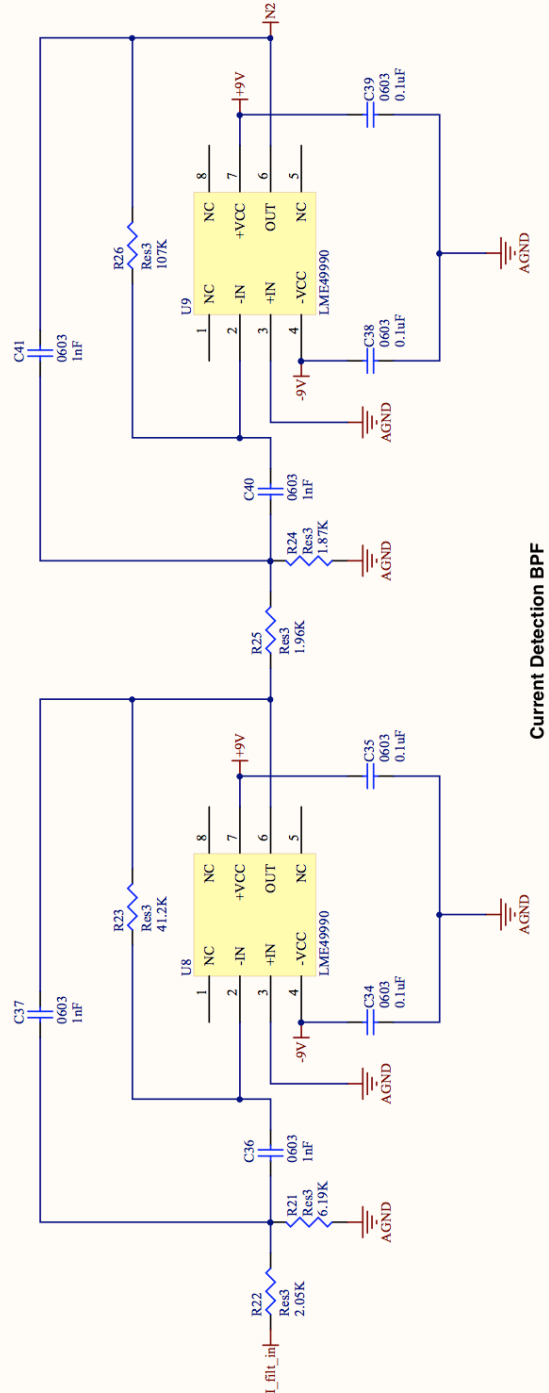 I_filt_in
R22
Res3
2.05K
R21
Res3
6.19K
AGND
C36
0603
1nF
C37
0603
1nF
R23
Res3
41.2K
U8
1
NC
2
-IN
3
+IN
4
-VCC
8
NC
7
+VCC
6
OUT
5
NC
LME49990
AGND
-9V
C34
0603
0.1uF
+9V
C35
0603
0.1uF
AGND
R25
Res3
1.96K
R24
Res3
1.87K
AGND
C40
0603
1nF
C41
0603
1nF
R26
Res3
107K
U9
1
NC
2
-IN
3
+IN
4
-VCC
8
NC
7
+VCC
6
OUT
5
NC
LME49990
AGND
-9V
C38
0603
0.1uF
+9V
C39
0603
0.1uF
AGND
N2
Current Detection BPF